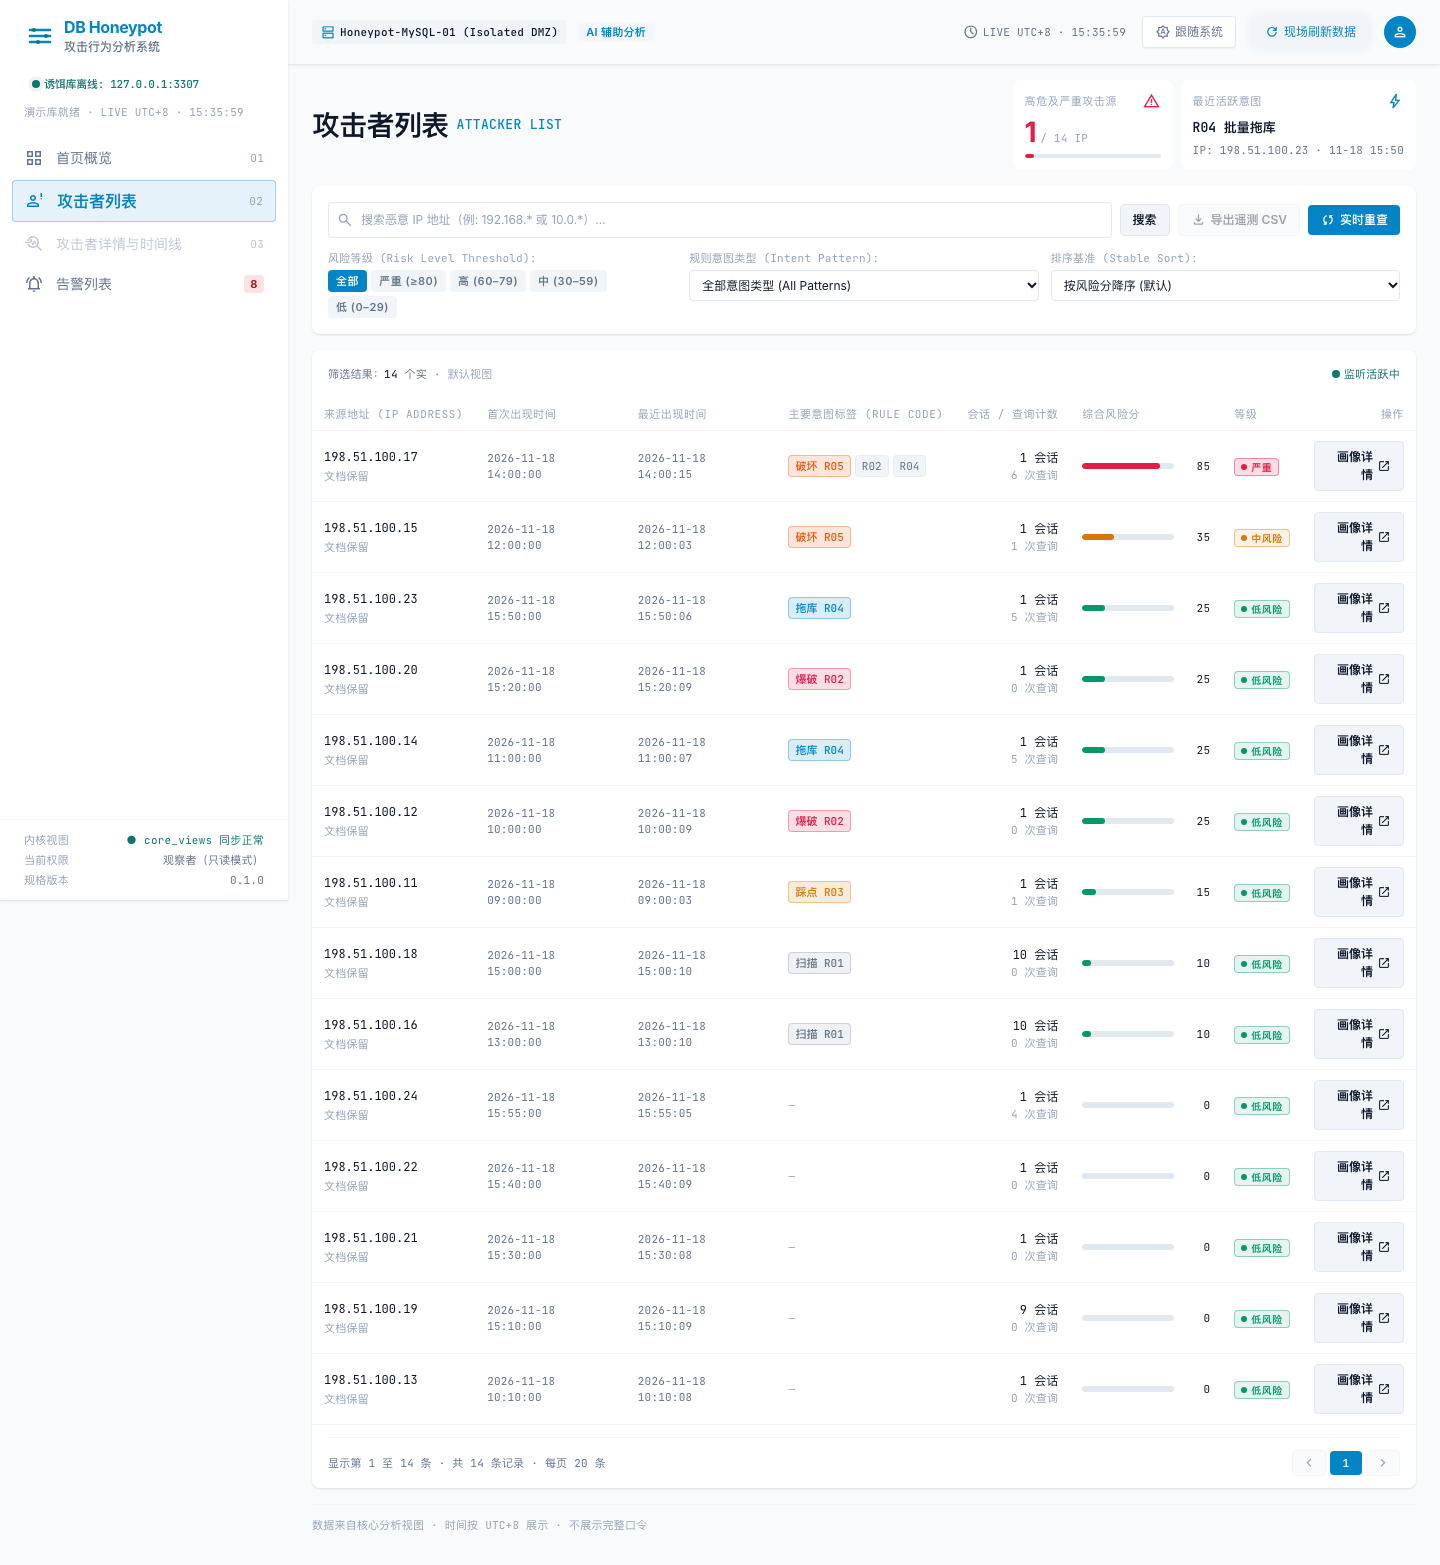 DB Honeypot
攻击行为分析系统
诱饵库离线: 127.0.0.1:3307
演示库就绪 · LIVE UTC+8 · 15:35:59
首页概览 01
攻击者列表 02
攻击者详情与时间线 03
告警列表 8
内核视图 core_views 同步正常
当前权限 观察者 (只读模式)
规格版本 0.1.0
Honeypot-MySQL-01 (Isolated DMZ) AI 辅助分析
LIVE UTC+8 · 15:35:59 跟随系统 现场刷新数据
攻击者列表 ATTACKER LIST
高危及严重攻击源
1 / 14 IP
最近活跃意图
R04 批量拖库
IP: 198.51.100.23 · 11-18 15:50
搜索恶意 IP 地址 (例: 192.168.* 或 10.0.*) ...
搜索 导出遥测 CSV 实时重查
风险等级 (Risk Level Threshold):
全部 严重 (≥80) 高 (60–79) 中 (30–59)
低 (0–29)
规则意图类型 (Intent Pattern):
全部意图类型 (All Patterns)
排序基准 (Stable Sort):
按风险分降序 (默认)
筛选结果: 14 个实 · 默认视图 监听活跃中
来源地址 (IP ADDRESS) 首次出现时间 最近出现时间 主要意图标签 (RULE CODE) 会话 / 查询计数 综合风险分 等级 操作
198.51.100.17 2026-11-18 2026-11-18 破坏 R05 R02 R04 1 会话 85 严重 画像详
文档保留 14:00:00 14:00:15 6 次查询 情
198.51.100.15 2026-11-18 2026-11-18 破坏 R05 1 会话 35 中风险 画像详
文档保留 12:00:00 12:00:03 1 次查询 情
198.51.100.23 2026-11-18 2026-11-18 拖库 R04 1 会话 25 低风险 画像详
文档保留 15:50:00 15:50:06 5 次查询 情
198.51.100.20 2026-11-18 2026-11-18 爆破 R02 1 会话 25 低风险 画像详
文档保留 15:20:00 15:20:09 0 次查询 情
198.51.100.14 2026-11-18 2026-11-18 拖库 R04 1 会话 25 低风险 画像详
文档保留 11:00:00 11:00:07 5 次查询 情
198.51.100.12 2026-11-18 2026-11-18 爆破 R02 1 会话 25 低风险 画像详
文档保留 10:00:00 10:00:09 0 次查询 情
198.51.100.11 2026-11-18 2026-11-18 踩点 R03 1 会话 15 低风险 画像详
文档保留 09:00:00 09:00:03 1 次查询 情
198.51.100.18 2026-11-18 2026-11-18 扫描 R01 10 会话 10 低风险 画像详
文档保留 15:00:00 15:00:10 0 次查询 情
198.51.100.16 2026-11-18 2026-11-18 扫描 R01 10 会话 10 低风险 画像详
文档保留 13:00:00 13:00:10 0 次查询 情
198.51.100.24 2026-11-18 2026-11-18 — 1 会话 0 低风险 画像详
文档保留 15:55:00 15:55:05 4 次查询 情
198.51.100.22 2026-11-18 2026-11-18 — 1 会话 0 低风险 画像详
文档保留 15:40:00 15:40:09 0 次查询 情
198.51.100.21 2026-11-18 2026-11-18 — 1 会话 0 低风险 画像详
文档保留 15:30:00 15:30:08 0 次查询 情
198.51.100.19 2026-11-18 2026-11-18 — 9 会话 0 低风险 画像详
文档保留 15:10:00 15:10:09 0 次查询 情
198.51.100.13 2026-11-18 2026-11-18 — 1 会话 0 低风险 画像详
文档保留 10:10:00 10:10:08 0 次查询 情
显示第 1 至 14 条 · 共 14 条记录 · 每页 20 条 1
数据来自核心分析视图 · 时间按 UTC+8 展示 · 不展示完整口令